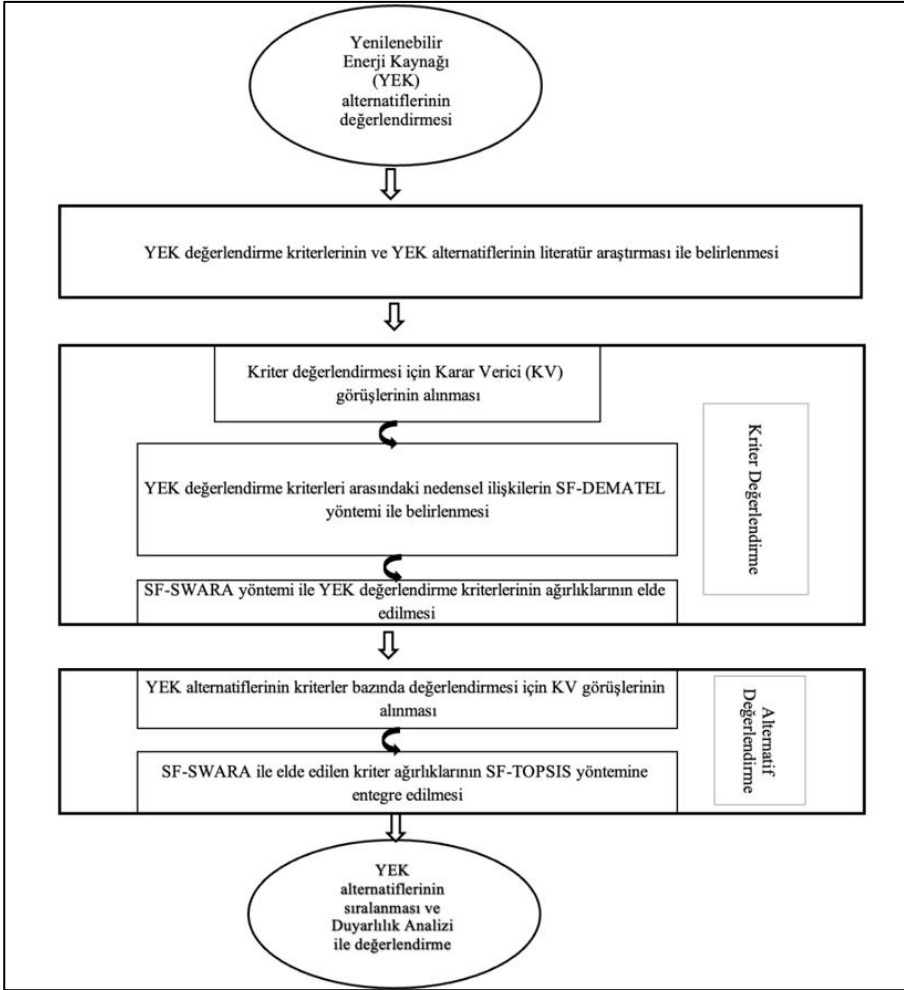 Yenilenebilir
Enerji Kaynağı
(YEK)
alternatiflerinin
değerlendirmesi
YEK değerlendirme kriterlerinin ve YEK alternatiflerinin literatür araştırması ile belirlenmesi
Kriter değerlendirmesi için Karar Verici (KV)
görüşlerinin alınması
YEK değerlendirme kriterleri arasındaki nedensel ilişkilerin SF-DEMATEL
yöntemi ile belirlenmesi
SF-SWARA yöntemi ile YEK değerlendirme kriterlerinin ağırlıklarının elde
edilmesi
Kriter Değerlendirme
YEK alternatiflerinin kriterler bazında değerlendirmesi için KV görüşlerinin
alınması
SF-SWARA ile elde edilen kriter ağırlıklarının SF-TOPSIS yöntemine
entegre edilmesi
Alternatif
Değerlendirme
YEK
alternatiflerinin
sıralanması ve
Duyarlılık Analizi
ile değerlendirme